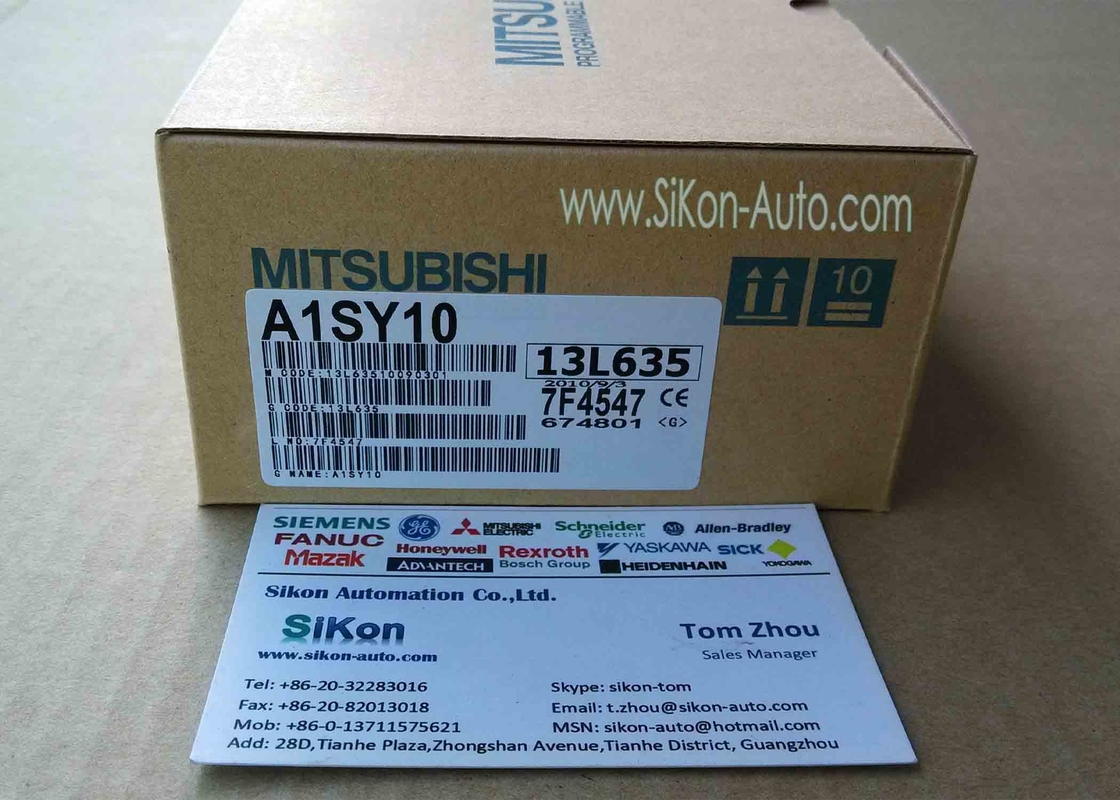 MITSU
PROGRAMMABLE
www.SiKon-Auto.com
MITSUBISHI
10
A1SY10
13L635
M CODE:13L63510090301
2010/9/3
7F4547 CE
G CODE:13L635
674801 <G>
L NO:7F4547
G NAME:A1SY10
SIEMENS GE MITSUBISHI ELECTRIC Schneider Electric AB Allen-Bradley
FANUC Honeywell Rexroth Bosch Group YASKAWA SICK YOKOGAWA
Mazak ADVANTECH HEIDENHAIN
Sikon Automation Co.,Ltd.
SiKon
Tom Zhou
www.sikon-auto.com
Sales Manager
Tel: +86-20-32283016
Skype: sikon-tom
Fax: +86-20-82013018
Email: t.zhou@sikon-auto.com
Mob: +86-0-13711575621
MSN: sikon-auto@hotmail.com
Add: 28D,Tianhe Plaza,Zhongshan Avenue,Tianhe District, Guangzhou